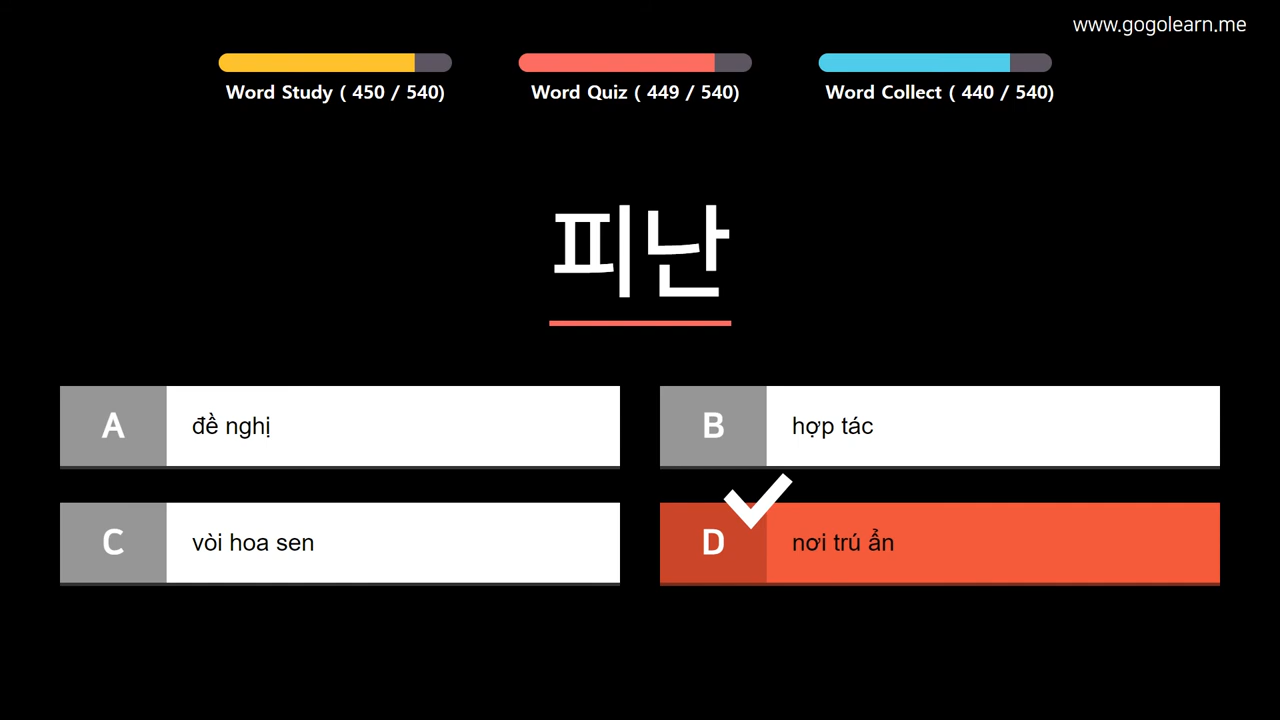 www.gogolearn.me
Word Study ( 450 / 540)
Word Quiz ( 449 / 540)
Word Collect ( 440 / 540)
피난
A đề nghị
B hợp tác
C vòi hoa sen
D nơi trú ẩn